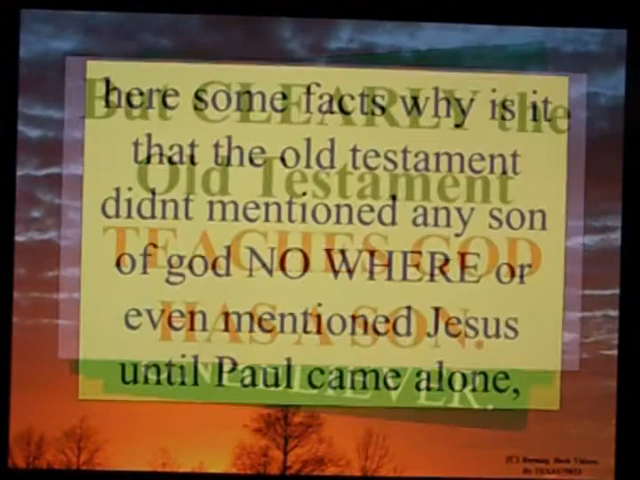 here some facts why is it
that the old testament
didnt mentioned any son
of god NO WHERE or
even mentioned Jesus
until Paul came alone,
But CLEARLY the
Old Testament
TEACHES GOD
HAS A SON.